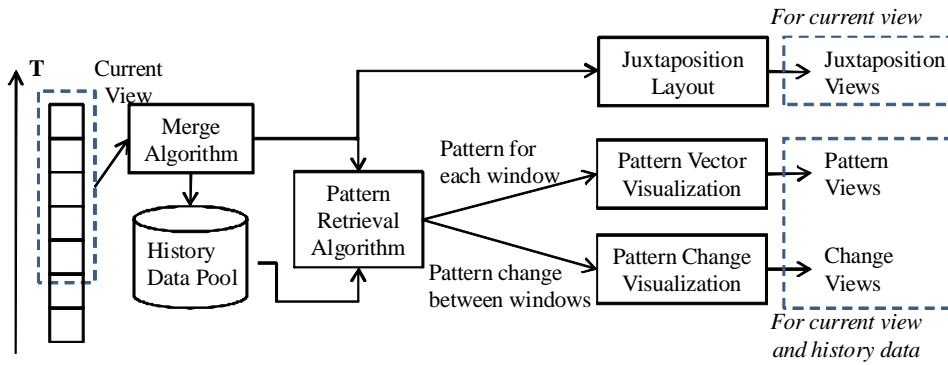 T
Current
View
Merge
Algorithm
History
Data Pool
Pattern
Retrieval
Algorithm
Pattern for
each window
Pattern change
between windows
Juxtaposition
Layout
Pattern Vector
Visualization
Pattern Change
Visualization
For current view
Juxtaposition
Views
Pattern
Views
Change
Views
For current view
and history data